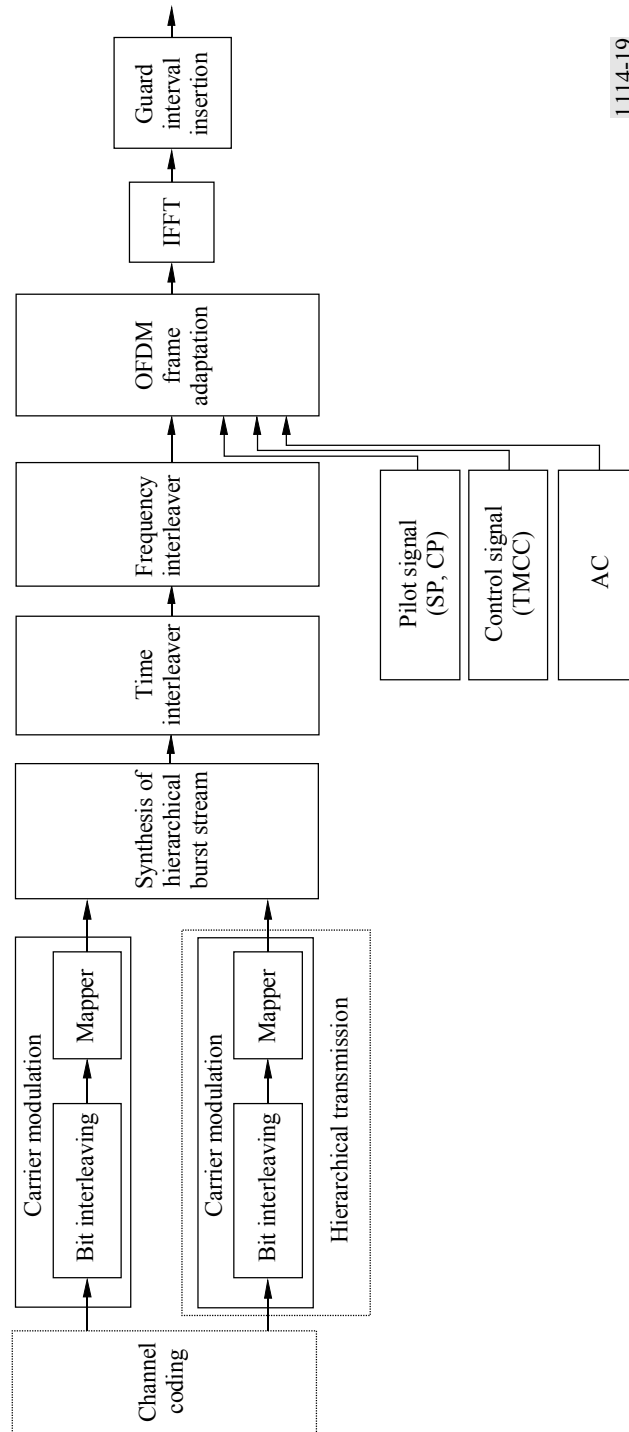 Channel
coding
Carrier modulation
Bit interleaving
Mapper
Carrier modulation
Bit interleaving
Mapper
Hierarchical transmission
Synthesis of
hierarchical
burst stream
Time
interleaver
Frequency
interleaver
OFDM
frame
adaptation
IFFT
Guard
interval
insertion
Pilot signal
(SP, CP)
Control signal
(TMCC)
AC
1114-19